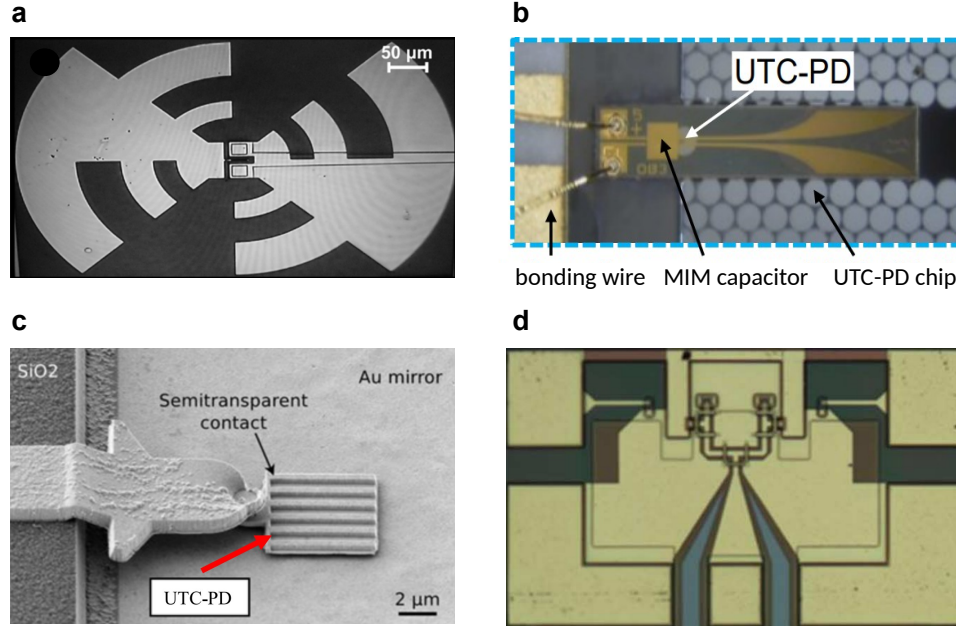 a
50 μm
b
UTC-PD
bonding wire
MIM capacitor
UTC-PD chip
c
SiO2
Au mirror
Semitransparent
contact
UTC-PD
2 μm
d